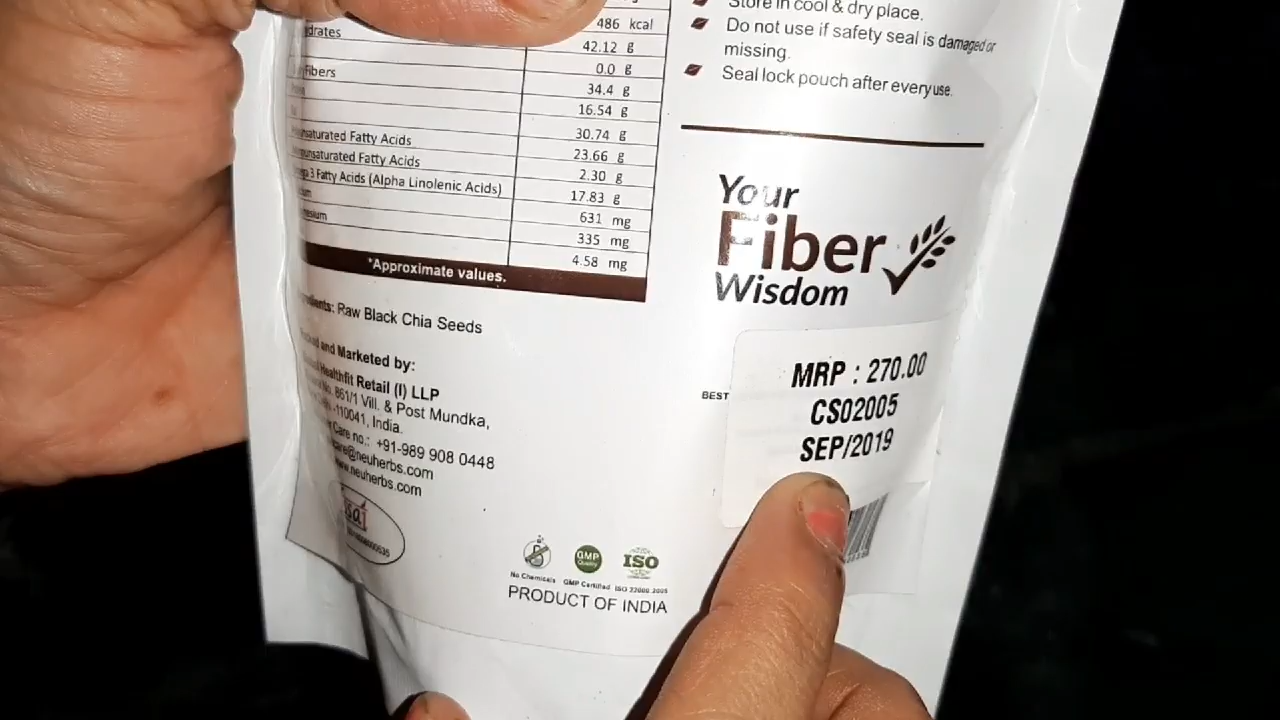 486 kcal
drates
42.12 g
0.0 g
Fibers
34.4 g
16.54 g
30.74 g
saturated Fatty Acids
23.66 g
unsaturated Fatty Acids
2.30 g
3 Fatty Acids (Alpha Linolenic Acids)
17.83 g
631 mg
esium
335 mg
4.58 mg
*Approximate values.
Raw Black Chia Seeds
and Marketed by:
Healthfit Retail (I) LLP
No. 861/1 Vill. & Post Mundka,
-110041, India.
Care no.: +91-989 908 0448
care@neuherbs.com
www.neuherbs.com
No Chemicals
GMP
Quality
GMP Certified
ISO
ISO 22000:2005
PRODUCT OF INDIA
Store in cool & dry place.
Do not use if safety seal is damaged or
missing.
Seal lock pouch after every use.
Your
Fiber
Wisdom
BEST
MRP : 270.00
CS02005
SEP/2019